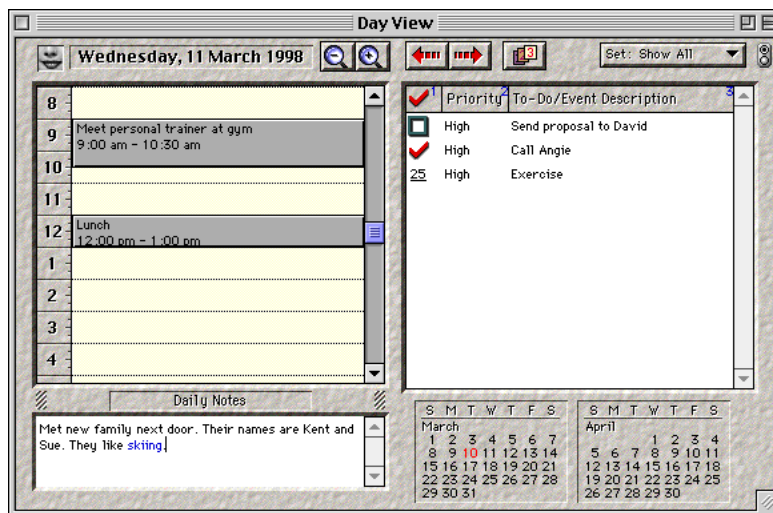 Day View
Wednesday, 11 March 1998
3
Set: Show All
8
9
10
11
12
1
2
3
4
Meet personal trainer at gym
9:00 am - 10:30 am
Lunch
12:00 pm - 1:00 pm
1 Priority 2 To-Do/Event Description 3
High Send proposal to David
High Call Angie
25 High Exercise
Daily Notes
Met new family next door. Their names are Kent and
Sue. They like skiing.
S M T W T F S
March
1 2 3 4 5 6 7
8 9 10 11 12 13 14
15 16 17 18 19 20 21
22 23 24 25 26 27 28
29 30 31
S M T W T F S
April
1 2 3 4
5 6 7 8 9 10 11
12 13 14 15 16 17 18
19 20 21 22 23 24 25
26 27 28 29 30